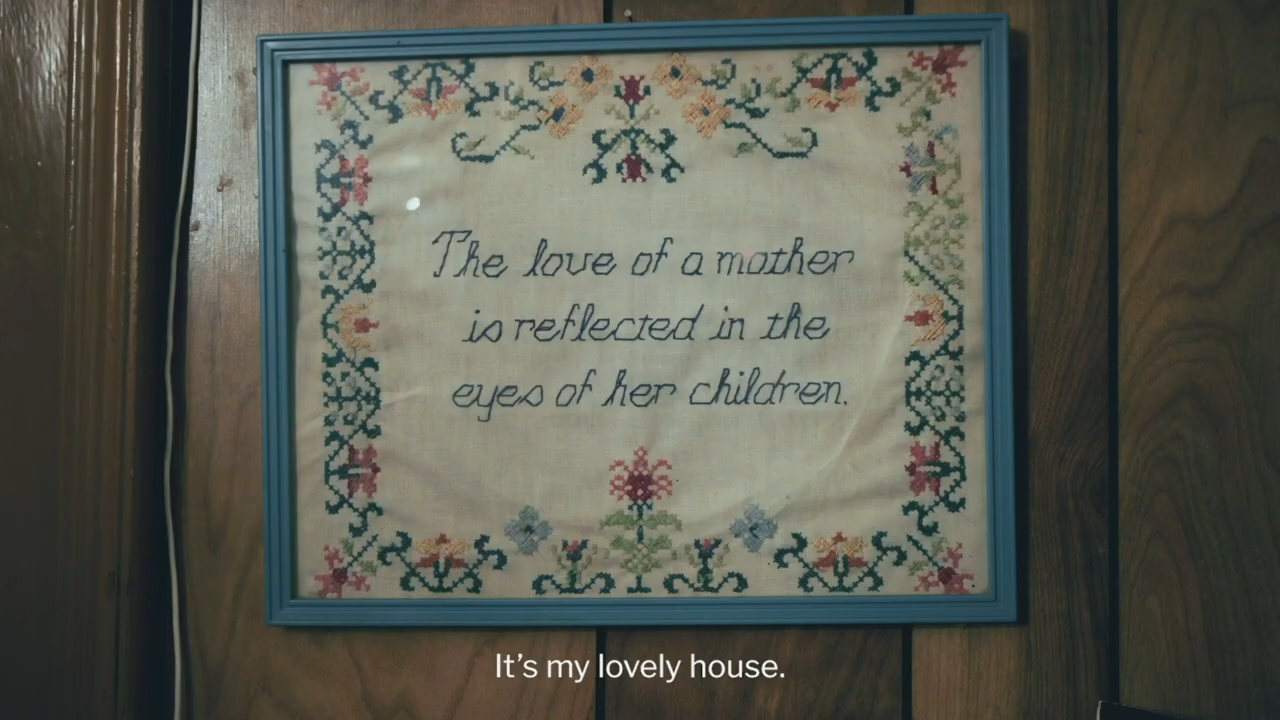 The love of a mother
is reflected in the
eyes of her children.
It's my lovely house.